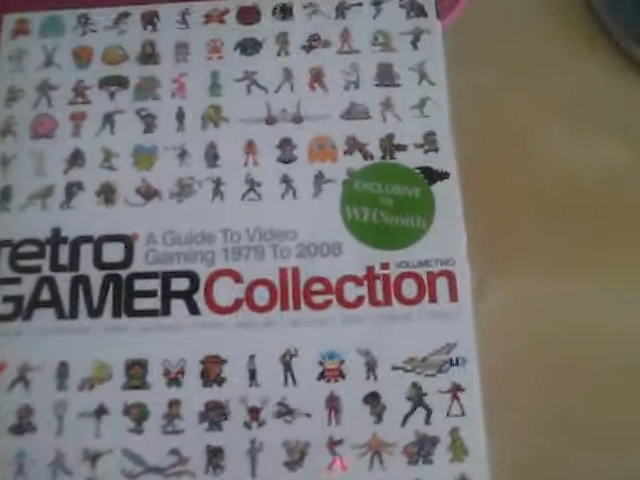 EXCLUSIVE
TO
WHSmith
retro
A Guide To Video
Gaming 1979 To 2008
VOLUME TWO
GAMER Collection